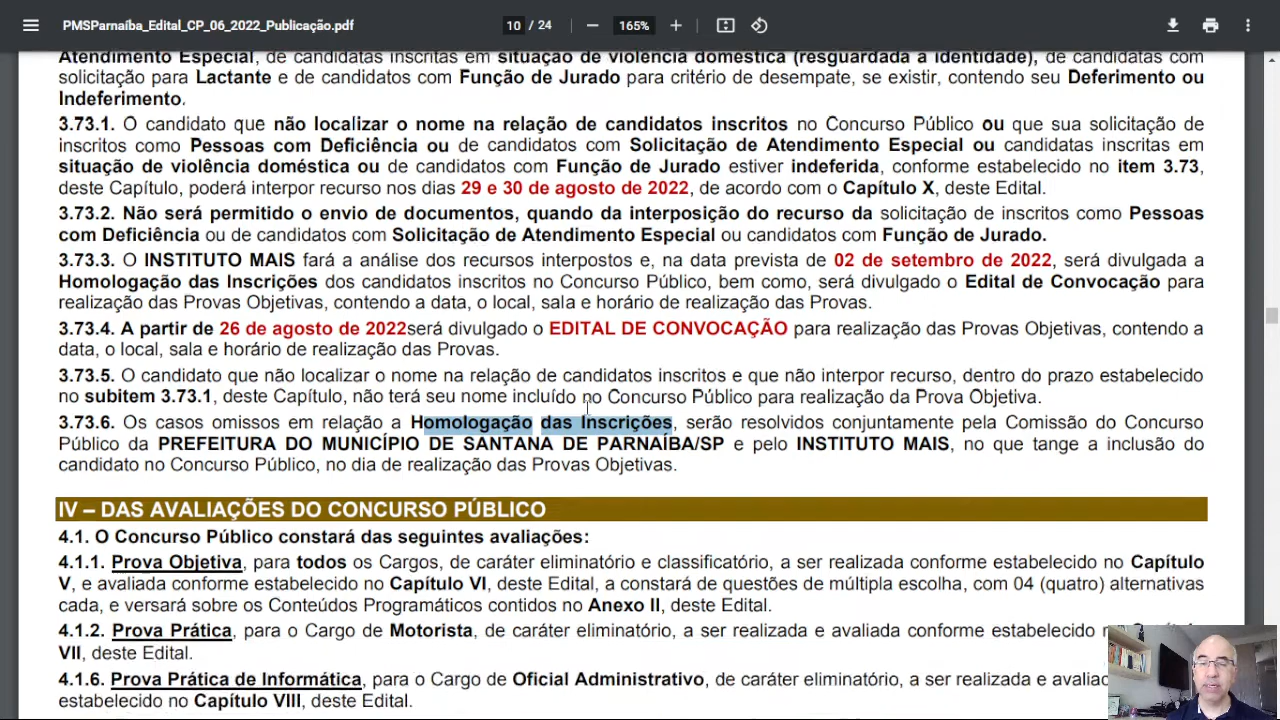 PMSParnaíba_Edital_CP_06_2022_Publicação.pdf
10 / 24
165%
Atendimento Especial, de candidatas inscritas em situação de violência doméstica (resguardada a identidade), de candidatas com
solicitação para Lactante e de candidatos com Função de Jurado para critério de desempate, se existir, contendo seu Deferimento ou
Indeferimento.
3.73.1. O candidato que não localizar o nome na relação de candidatos inscritos no Concurso Público ou que sua solicitação de
inscritos como Pessoas com Deficiência ou de candidatos com Solicitação de Atendimento Especial ou candidatas inscritas em
situação de violência doméstica ou de candidatos com Função de Jurado estiver indeferida, conforme estabelecido no item 3.73,
deste Capítulo, poderá interpor recurso nos dias 29 e 30 de agosto de 2022, de acordo com o Capítulo X, deste Edital.
3.73.2. Não será permitido o envio de documentos, quando da interposição do recurso da solicitação de inscritos como Pessoas
com Deficiência ou de candidatos com Solicitação de Atendimento Especial ou candidatos com Função de Jurado.
3.73.3. O INSTITUTO MAIS fará a análise dos recursos interpostos e, na data prevista de 02 de setembro de 2022, será divulgada a
Homologação das Inscrições dos candidatos inscritos no Concurso Público, bem como, será divulgado o Edital de Convocação para
realização das Provas Objetivas, contendo a data, o local, sala e horário de realização das Provas.
3.73.4. A partir de 26 de agosto de 2022será divulgado o EDITAL DE CONVOCAÇÃO para realização das Provas Objetivas, contendo a
data, o local, sala e horário de realização das Provas.
3.73.5. O candidato que não localizar o nome na relação de candidatos inscritos e que não interpor recurso, dentro do prazo estabelecido
no subitem 3.73.1, deste Capítulo, não terá seu nome incluído no Concurso Público para realização da Prova Objetiva.
3.73.6. Os casos omissos em relação a Homologação das Inscrições, serão resolvidos conjuntamente pela Comissão do Concurso
Público da PREFEITURA DO MUNICÍPIO DE SANTANA DE PARNAÍBA/SP e pelo INSTITUTO MAIS, no que tange a inclusão do
candidato no Concurso Público, no dia de realização das Provas Objetivas.
IV – DAS AVALIAÇÕES DO CONCURSO PÚBLICO
4.1. O Concurso Público constará das seguintes avaliações:
4.1.1. Prova Objetiva, para todos os Cargos, de caráter eliminatório e classificatório, a ser realizada conforme estabelecido no Capítulo
V, e avaliada conforme estabelecido no Capítulo VI, deste Edital, a constará de questões de múltipla escolha, com 04 (quatro) alternativas
cada, e versará sobre os Conteúdos Programáticos contidos no Anexo II, deste Edital.
4.1.2. Prova Prática, para o Cargo de Motorista, de caráter eliminatório, a ser realizada e avaliada conforme estabelecido
VII, deste Edital.
4.1.6. Prova Prática de Informática, para o Cargo de Oficial Administrativo, de caráter eliminatório, a ser realizada e
estabelecido no Capítulo VIII, deste Edital.